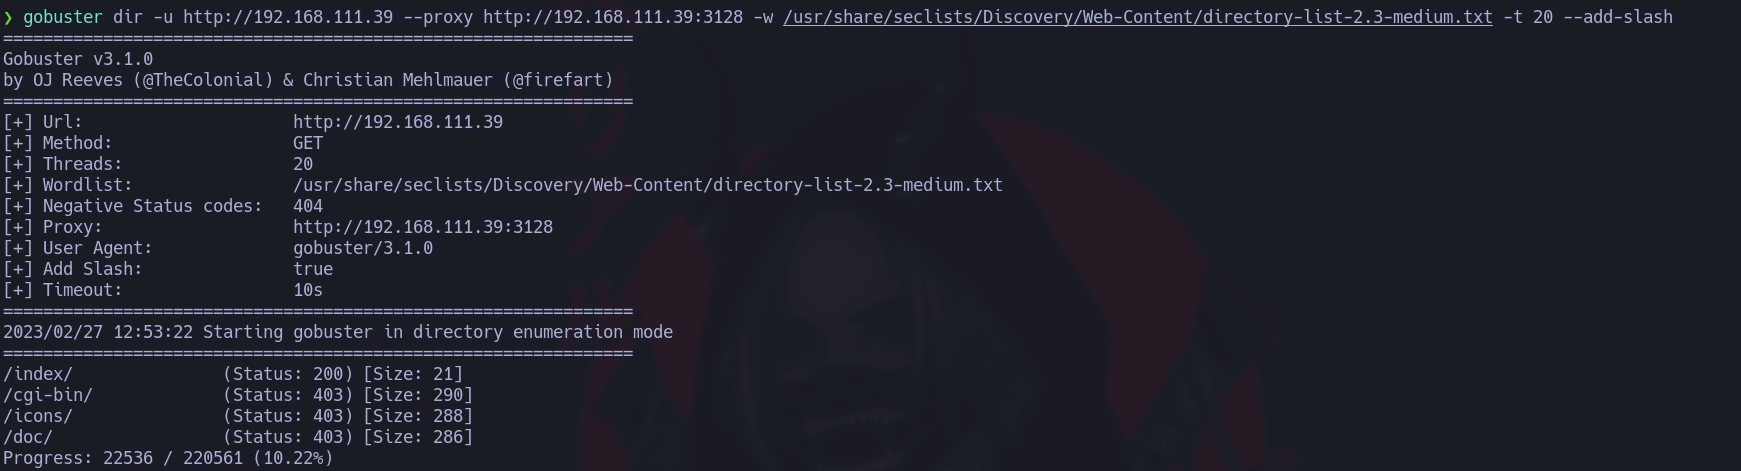 ❯ gobuster dir -u http://192.168.111.39 --proxy http://192.168.111.39:3128 -w /usr/share/seclists/Discovery/Web-Content/directory-list-2.3-medium.txt -t 20 --add-slash
===============================================================
Gobuster v3.1.0
by OJ Reeves (@TheColonial) & Christian Mehlmauer (@firefart)
===============================================================
[+] Url:                     http://192.168.111.39
[+] Method:                  GET
[+] Threads:                 20
[+] Wordlist:                /usr/share/seclists/Discovery/Web-Content/directory-list-2.3-medium.txt
[+] Negative Status codes:   404
[+] Proxy:                   http://192.168.111.39:3128
[+] User Agent:              gobuster/3.1.0
[+] Add Slash:               true
[+] Timeout:                 10s
===============================================================
2023/02/27 12:53:22 Starting gobuster in directory enumeration mode
===============================================================
/index/               (Status: 200) [Size: 21]
/cgi-bin/             (Status: 403) [Size: 290]
/icons/               (Status: 403) [Size: 288]
/doc/                 (Status: 403) [Size: 286]
Progress: 22536 / 220561 (10.22%)